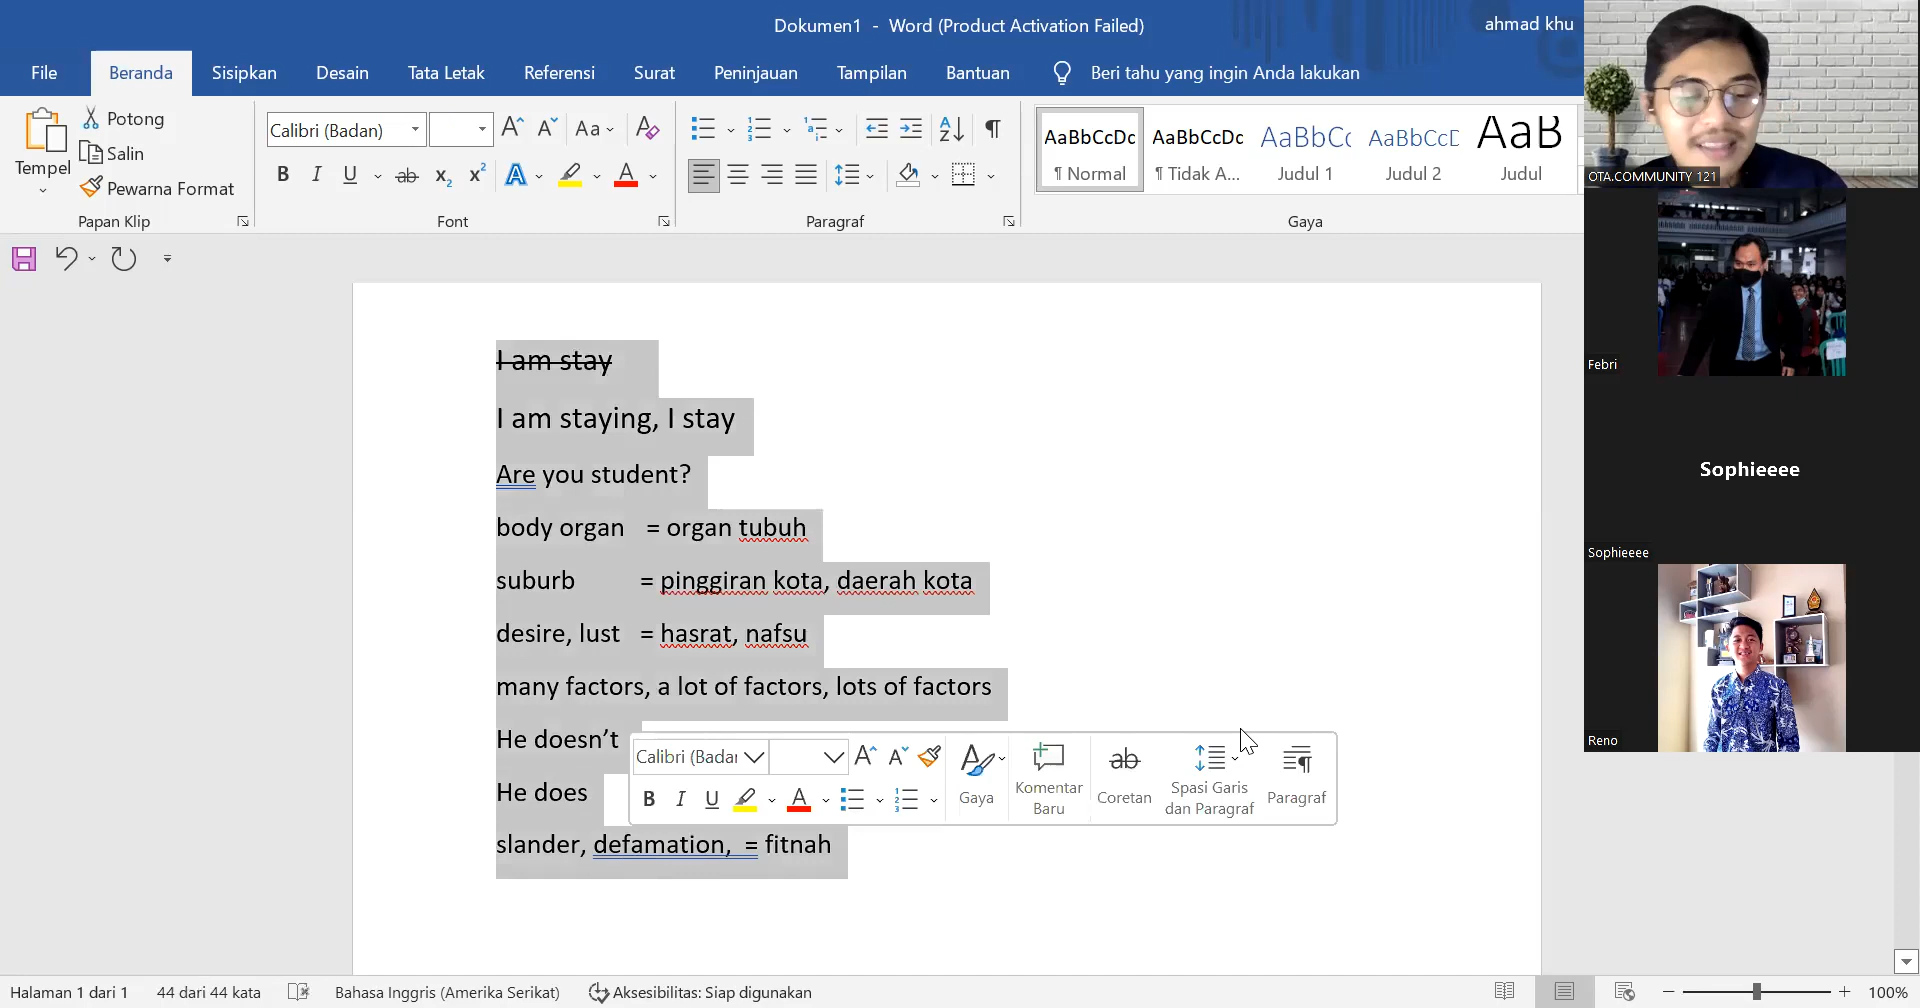 Dokumen1 - Word (Product Activation Failed)
ahmad khu
File Beranda Sisipkan Desain Tata Letak Referensi Surat Peninjauan Tampilan Bantuan Beri tahu yang ingin Anda lakukan
Tempel
Potong
Salin
Pewarna Format
Papan Klip
Calibri (Badan)
Font
Paragraf
AaBbCcDc AaBbCcDc AaBbCc AaBbCcD AaB
¶ Normal ¶ Tidak A... Judul 1 Judul 2 Judul
Gaya
I am stay
I am staying, I stay
Are you student?
body organ = organ tubuh
suburb = pinggiran kota, daerah kota
desire, lust = hasrat, nafsu
many factors, a lot of factors, lots of factors
He doesn’t
He does
slander, defamation, = fitnah
Calibri (Badar
Gaya
Komentar Baru
Coretan
Spasi Garis dan Paragraf
Paragraf
OTA.COMMUNITY 121
Febri
Sophieeee
Sophieeee
Reno
Halaman 1 dari 1 44 dari 44 kata Bahasa Inggris (Amerika Serikat) Aksesibilitas: Siap digunakan 100%